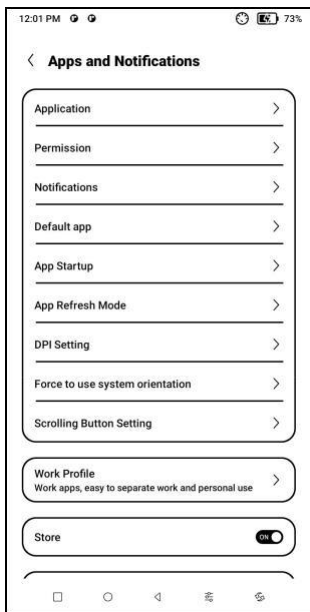 12:01 PM 73%
Apps and Notifications
Application
Permission
Notifications
Default app
App Startup
App Refresh Mode
DPI Setting
Force to use system orientation
Scrolling Button Setting
Work Profile
Work apps, easy to separate work and personal use
Store
ON